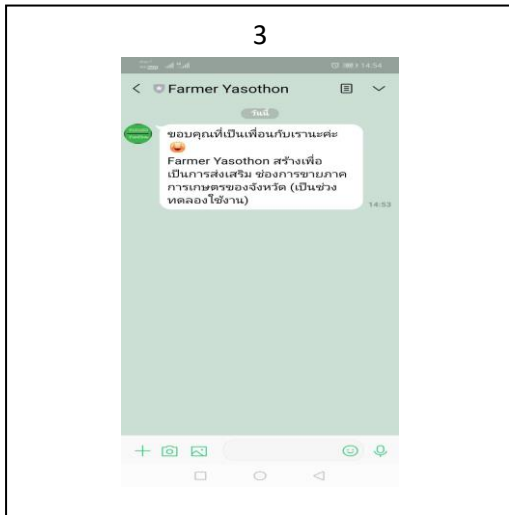 3
14:54
Farmer Yasothon
วันนี้
ขอบคุณที่เป็นเพื่อนกับเรานะค่ะ
Farmer Yasothon สร้างเพื่อ
เป็นการส่งเสริม ช่องการขายภาค
การเกษตรของจังหวัด (เป็นช่วง
ทดลองใช้งาน)
14:53